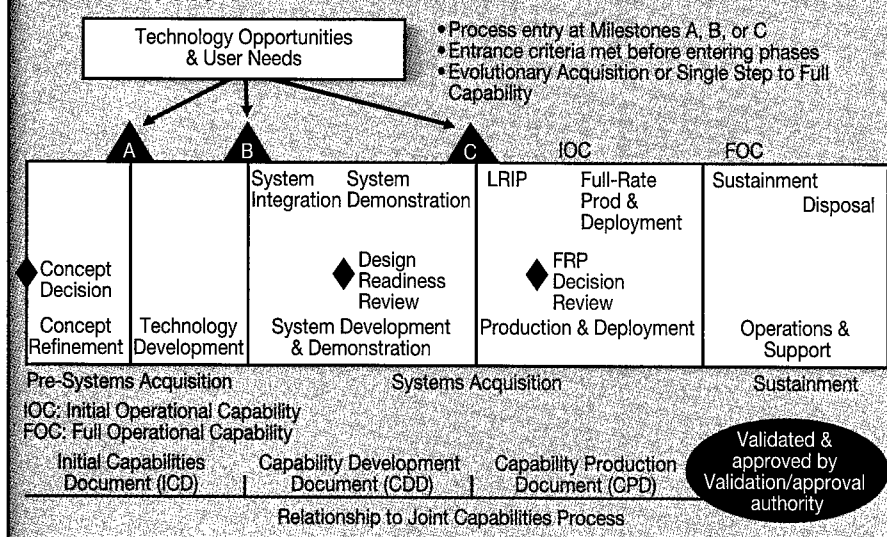 Technology Opportunities
& User Needs
•Process entry at Milestones A, B, or C
•Entrance criteria met before entering phases
•Evolutionary Acquisition or Single Step to Full
Capability
A
B
C
IOC
FOC
System
Integration
System
Demonstration
LRIP
Full-Rate
Prod &
Deployment
Sustainment
Disposal
Concept
Decision
Design
Readiness
Review
FRP
Decision
Review
Concept
Refinement
Technology
Development
System Development
& Demonstration
Production & Deployment
Operations &
Support
Pre-Systems Acquisition
Systems Acquisition
Sustainment
IOC: Initial Operational Capability
FOC: Full Operational Capability
Initial Capabilities
Document (ICD)
Capability Development
Document (CDD)
Capability Production
Document (CPD)
Validated &
approved by
Validation/approval
authority
Relationship to Joint Capabilities Process